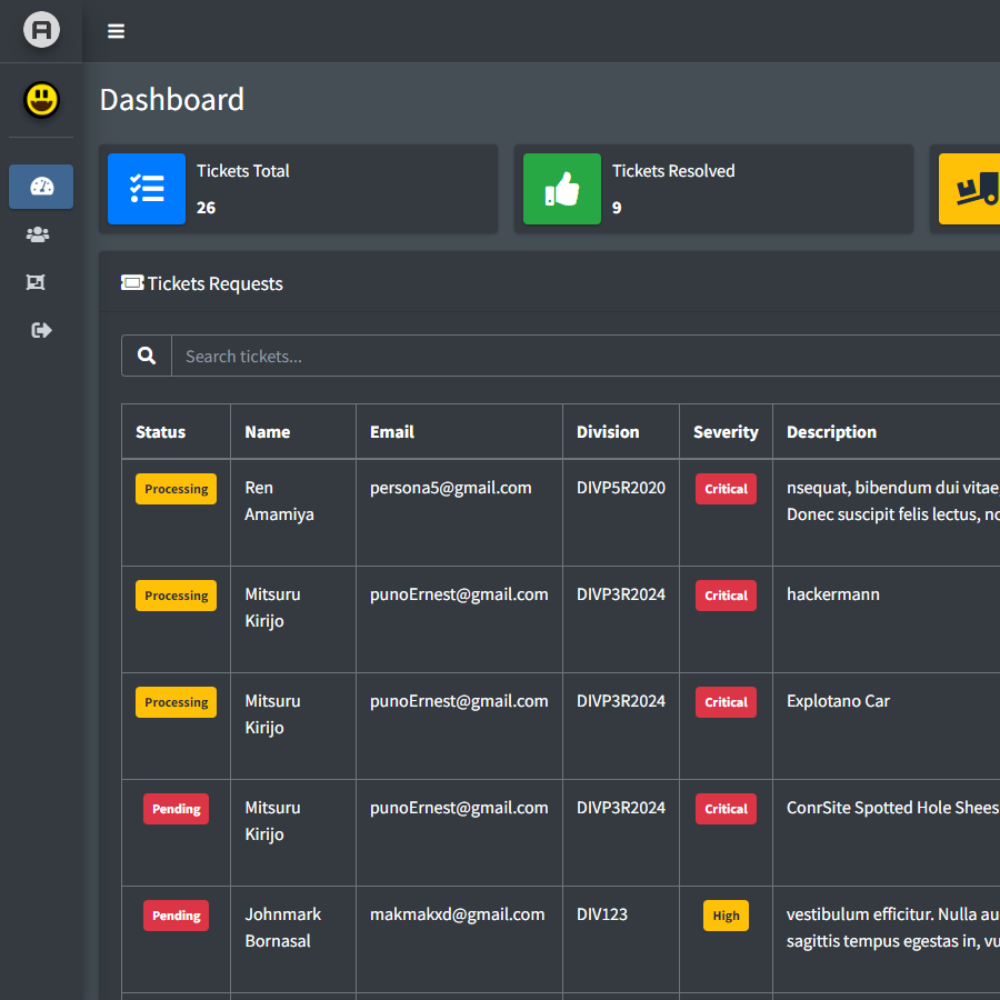 A
Dashboard
Tickets Total
26
Tickets Resolved
9
Tickets Requests
Search tickets...
Status Name Email Division Severity Description
Processing Ren Amamiya persona5@gmail.com DIVP5R2020 Critical nsequat, bibendum dui vitae,
Donec suscipit felis lectus, no
Processing Mitsuru Kirijo punoErnest@gmail.com DIVP3R2024 Critical hackermann
Processing Mitsuru Kirijo punoErnest@gmail.com DIVP3R2024 Critical Explotano Car
Pending Mitsuru Kirijo punoErnest@gmail.com DIVP3R2024 Critical ConrSite Spotted Hole Shees
Pending Johnmark Bornasal makmakxd@gmail.com DIV123 High vestibulum efficitur. Nulla au
sagittis tempus egestas in, vu